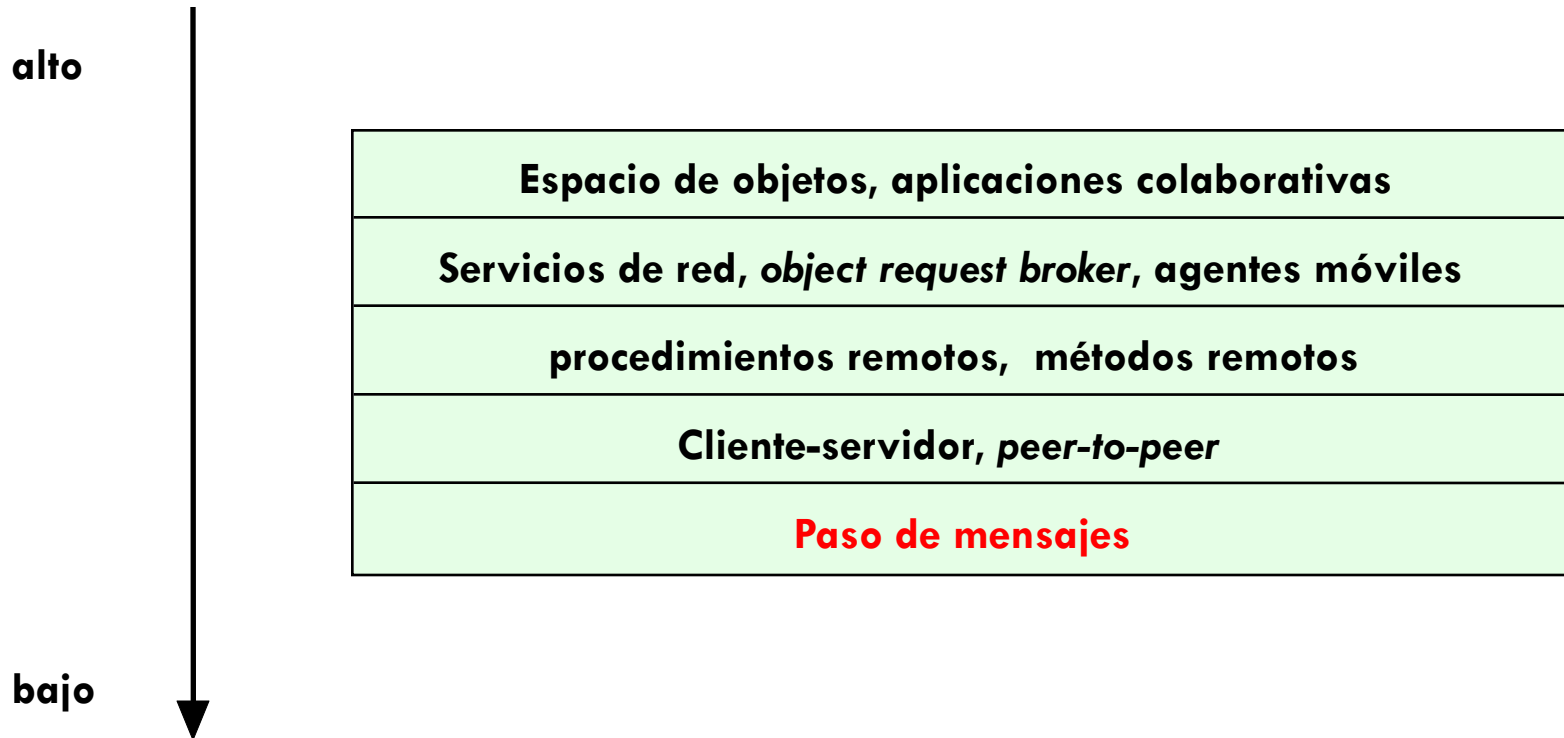 alto
Espacio de objetos, aplicaciones colaborativas
Servicios de red, object request broker, agentes móviles
procedimientos remotos, métodos remotos
Cliente-servidor, peer-to-peer
Paso de mensajes
bajo